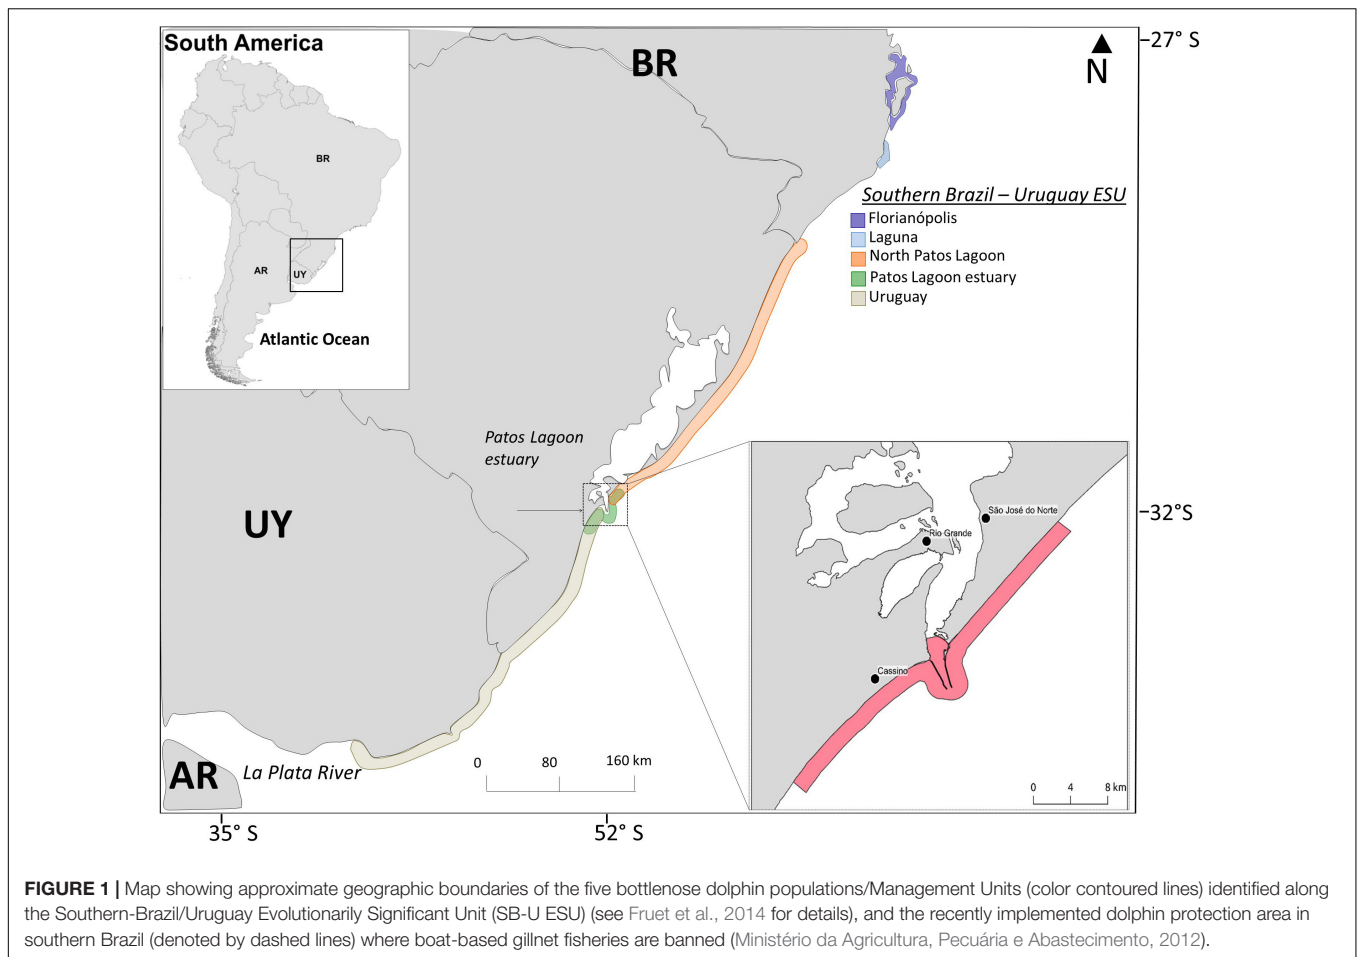 South America
BR
AR
UY
Atlantic Ocean
BR
27° S
N
Southern Brazil – Uruguay ESU
Florianópolis
Laguna
North Patos Lagoon
Patos Lagoon estuary
Uruguay
Patos Lagoon
estuary
UY
32°S
São José do Norte
Rio Grande
Cassino
0 4 8 km
AR
La Plata River
0 80 160 km
35° S
52° S
FIGURE 1 | Map showing approximate geographic boundaries of the five bottlenose dolphin populations/Management Units (color contoured lines) identified along
the Southern-Brazil/Uruguay Evolutionarily Significant Unit (SB-U ESU) (see Fruet et al., 2014 for details), and the recently implemented dolphin protection area in
southern Brazil (denoted by dashed lines) where boat-based gillnet fisheries are banned (Ministério da Agricultura, Pecuária e Abastecimento, 2012).